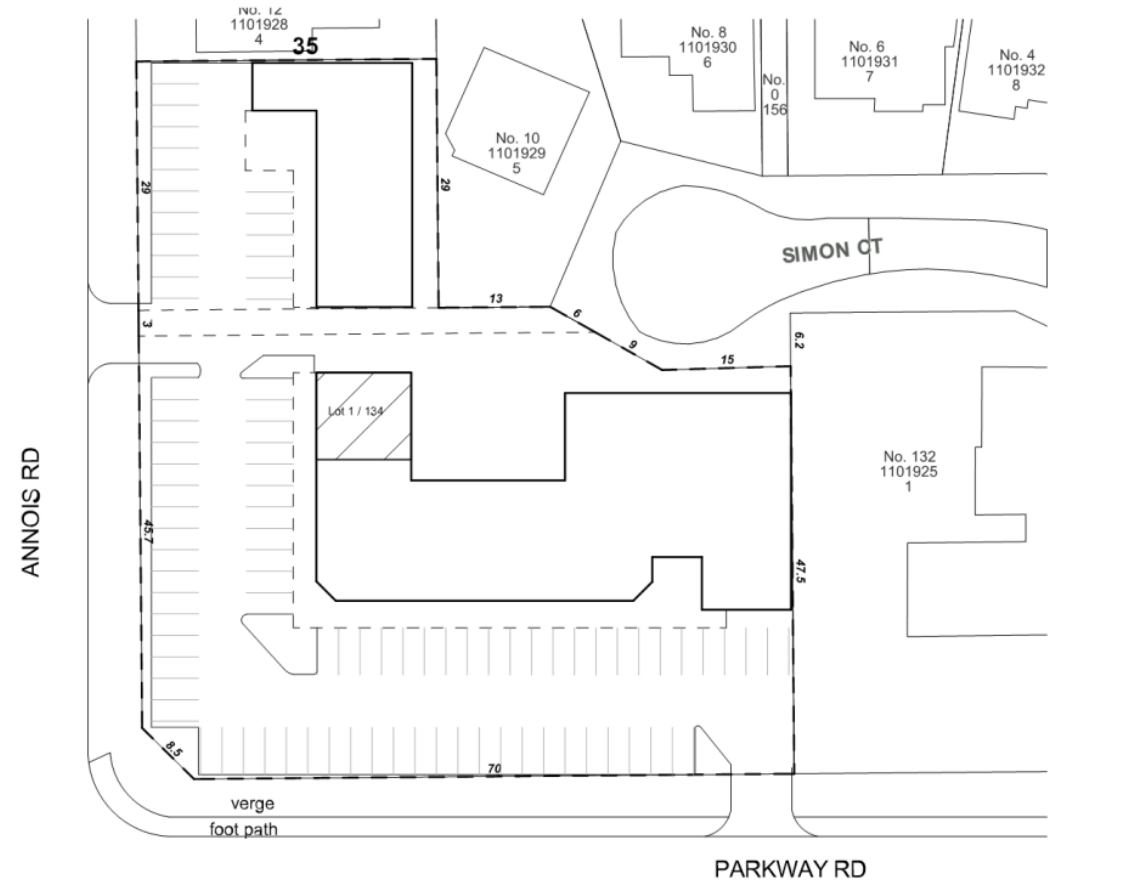 No. 12
1101928
4
35
No. 8
1101930
6
No. 6
1101931
7
No. 4
1101932
8
No.
0
156
No. 10
1101929
5
29
29
SIMON CT
13
6
3
9
6.2
15
Lot 1 / 134
No. 132
1101925
1
ANNOIS RD
45.7
47.5
8.5
70
verge
foot path
PARKWAY RD